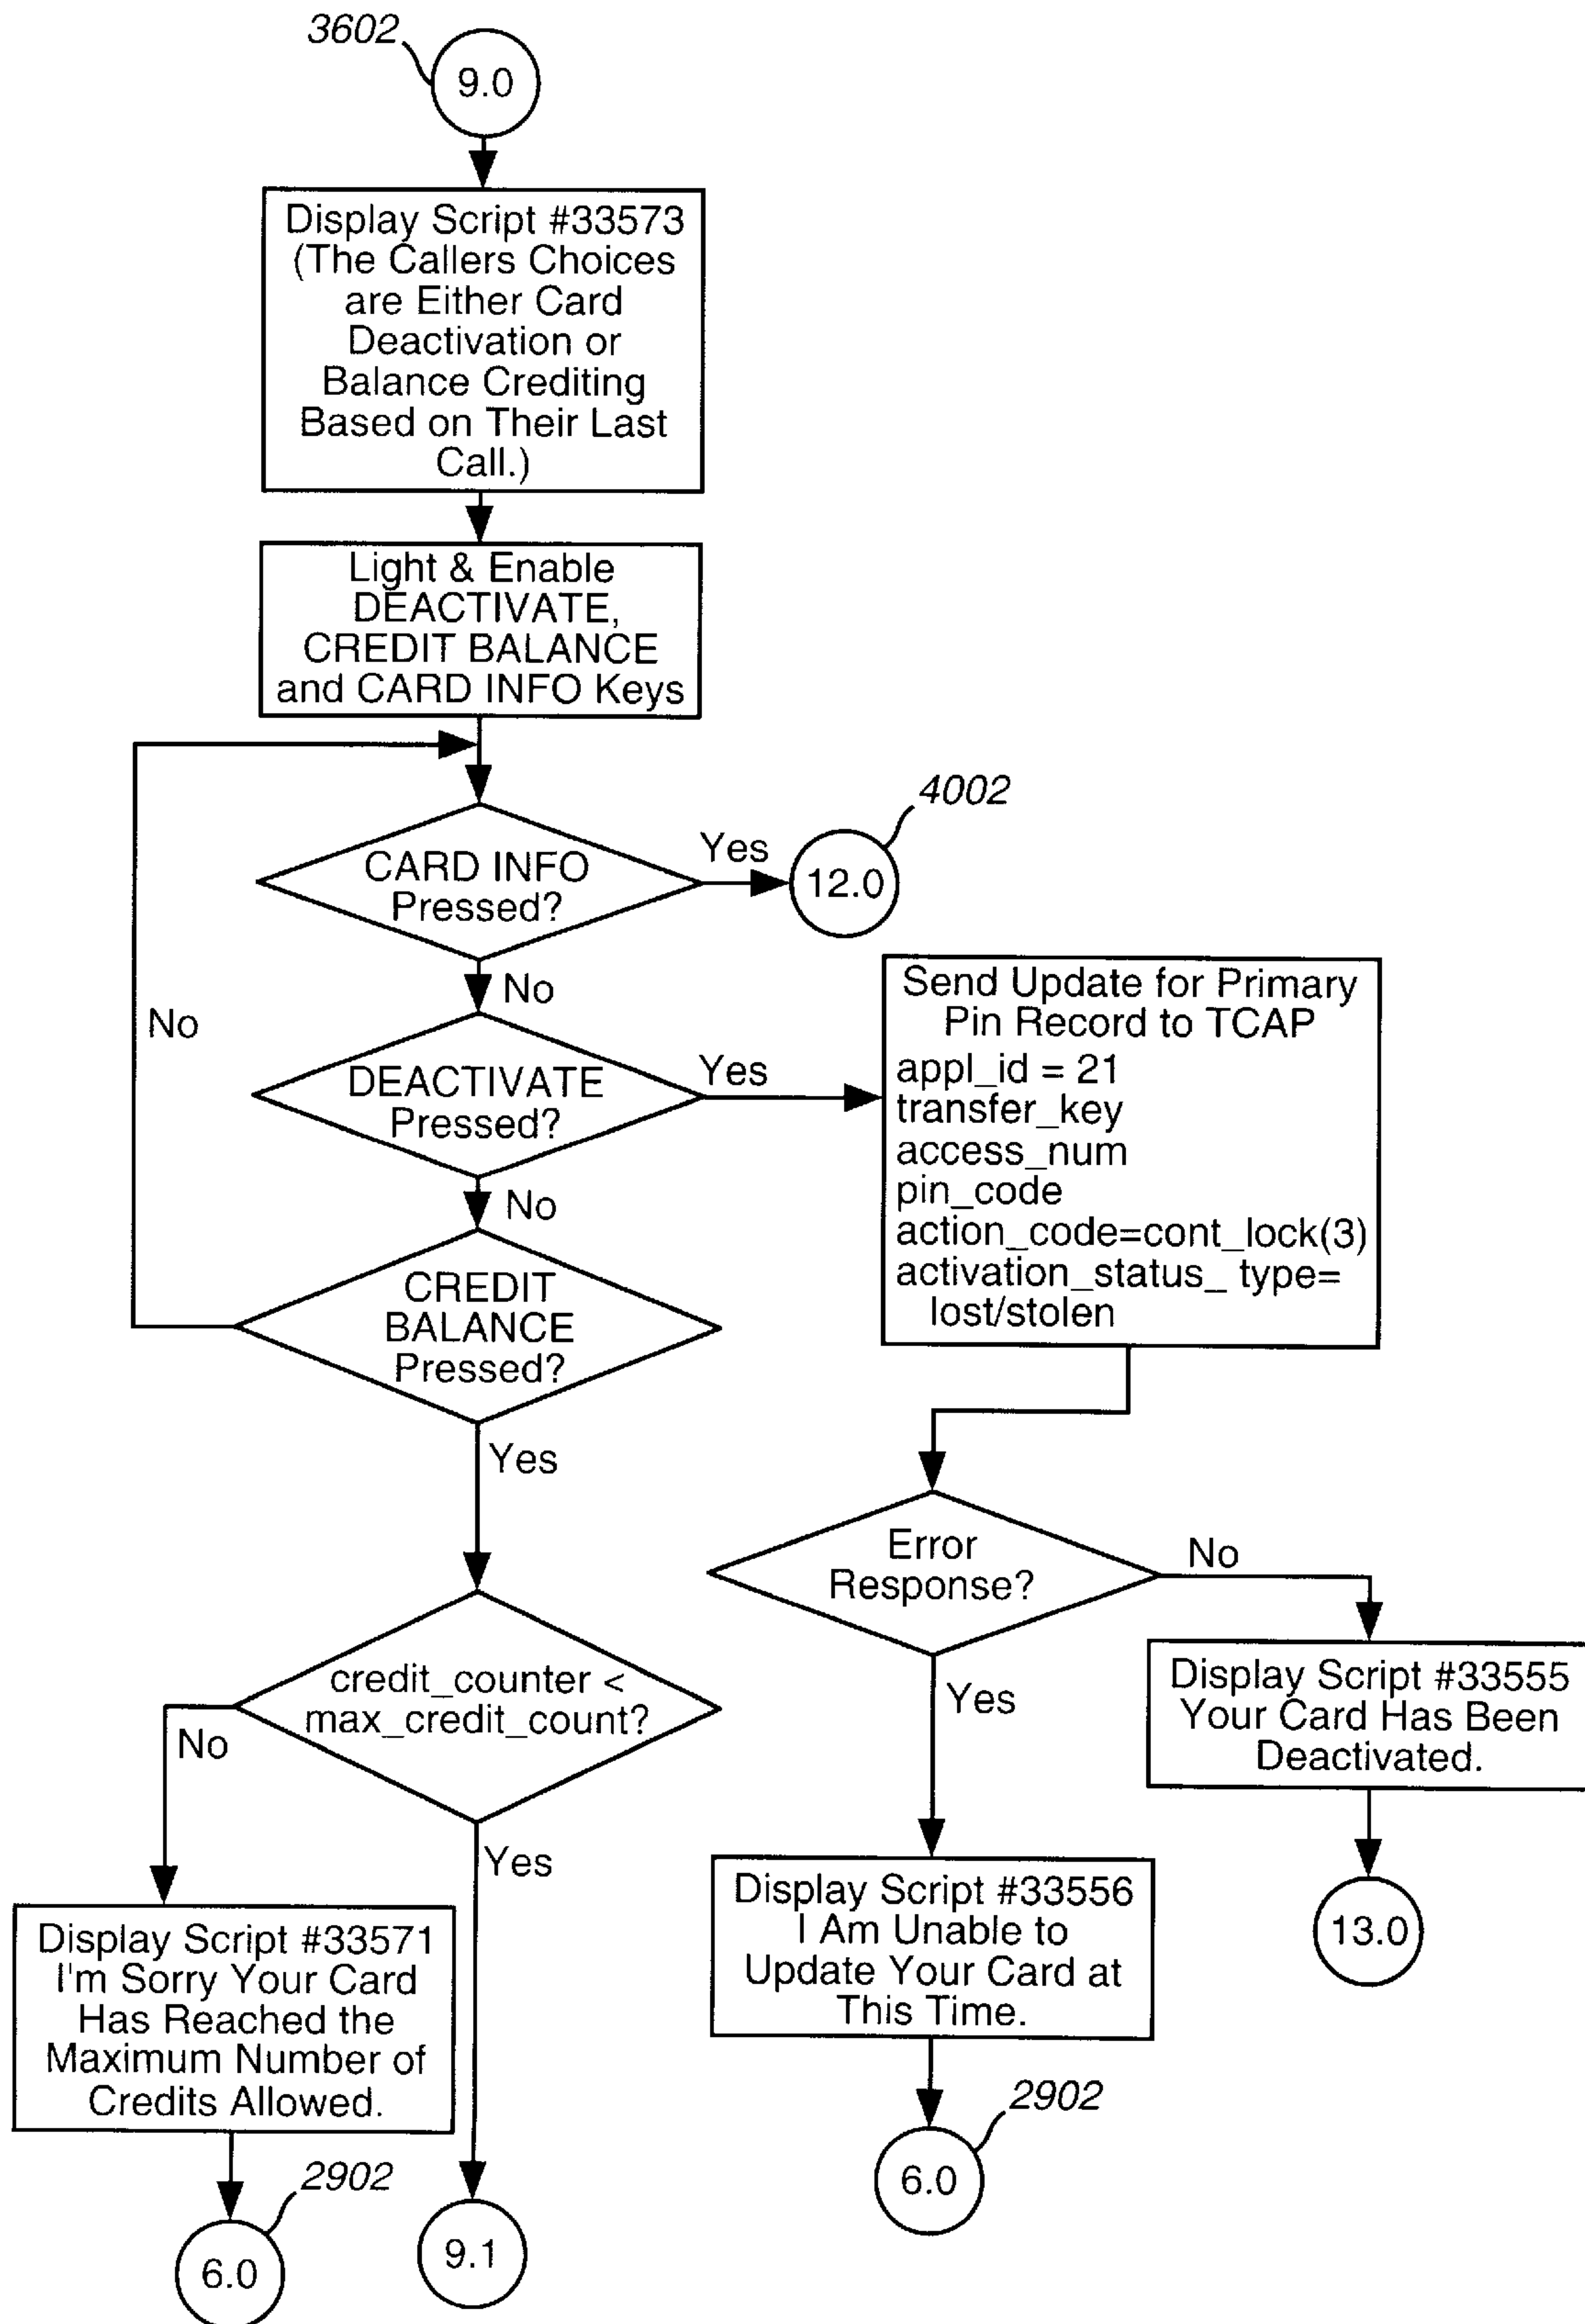 3602
9.0
Display Script #33573
(The Callers Choices
are Either Card
Deactivation or
Balance Crediting
Based on Their Last
Call.)
Light & Enable
DEACTIVATE,
CREDIT BALANCE
and CARD INFO Keys
CARD INFO
Pressed?
Yes
4002
12.0
No
DEACTIVATE
Pressed?
Yes
Send Update for Primary
Pin Record to TCAP
appl_id = 21
transfer_key
access_num
pin_code
action_code=cont_lock(3)
activation_status_ type=
lost/stolen
No
CREDIT
BALANCE
Pressed?
No
Yes
Error
Response?
No
Display Script #33555
Your Card Has Been
Deactivated.
13.0
Yes
Display Script #33556
I Am Unable to
Update Your Card at
This Time.
2902
6.0
credit_counter <
max_credit_count?
No
Display Script #33571
I'm Sorry Your Card
Has Reached the
Maximum Number of
Credits Allowed.
2902
6.0
Yes
9.1